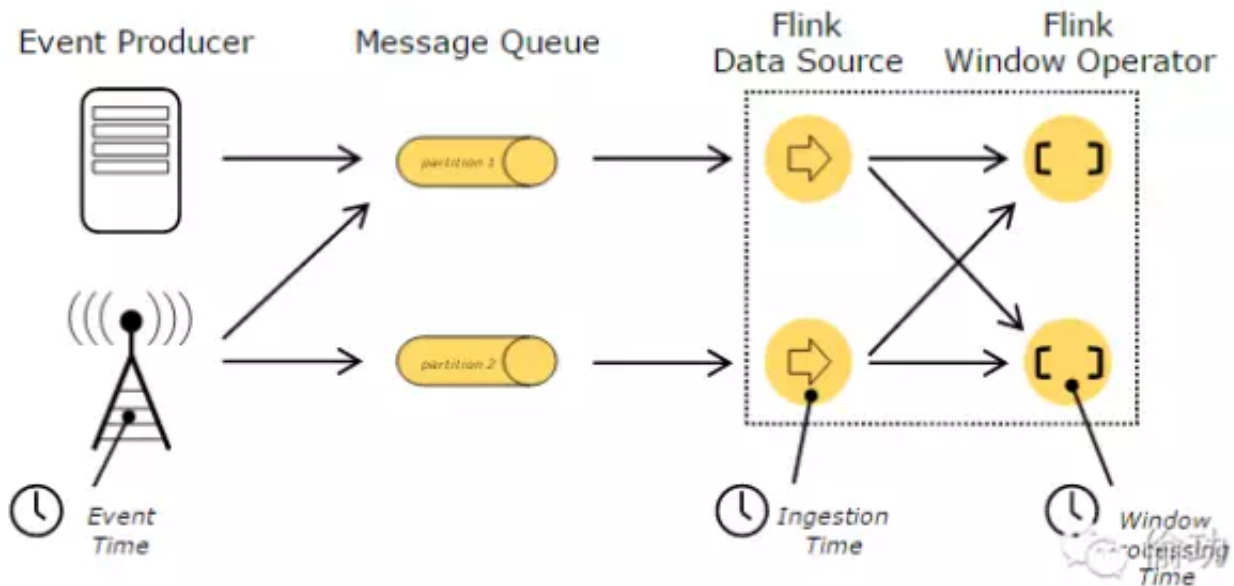 Event Producer
Message Queue
Flink
Data Source
Flink
Window Operator
partition 1
partition 2
Event
Time
Ingestion
Time
Window
Processing
Time